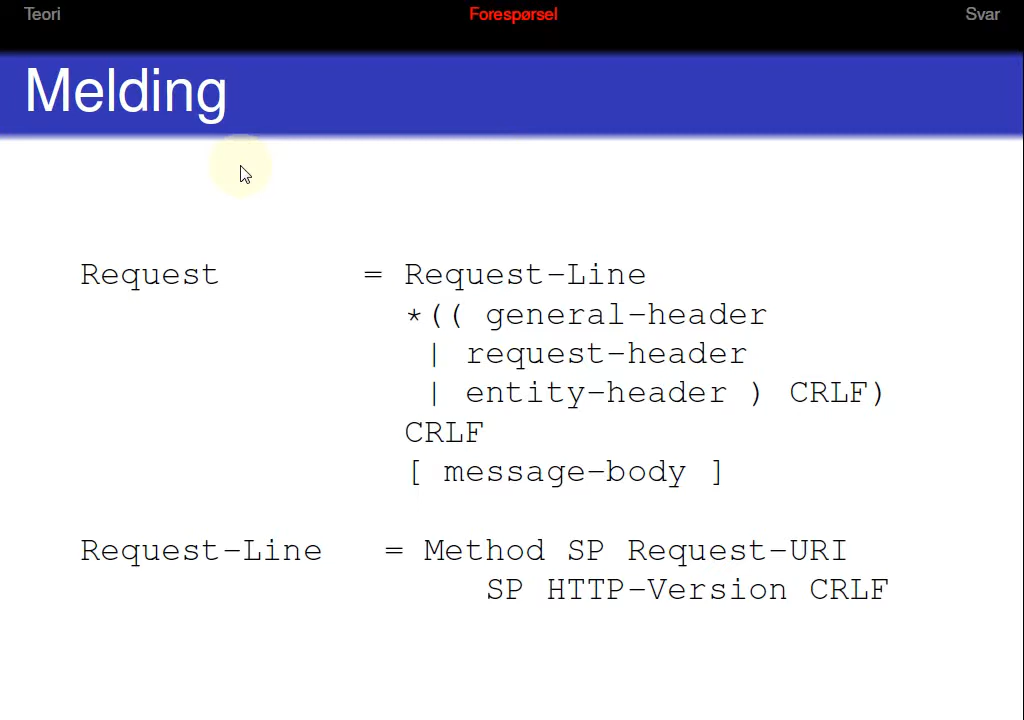 Teori Forespørsel Svar
Melding
Request = Request-Line
*(( general-header
| request-header
| entity-header ) CRLF)
CRLF
[ message-body ]
Request-Line = Method SP Request-URI
SP HTTP-Version CRLF